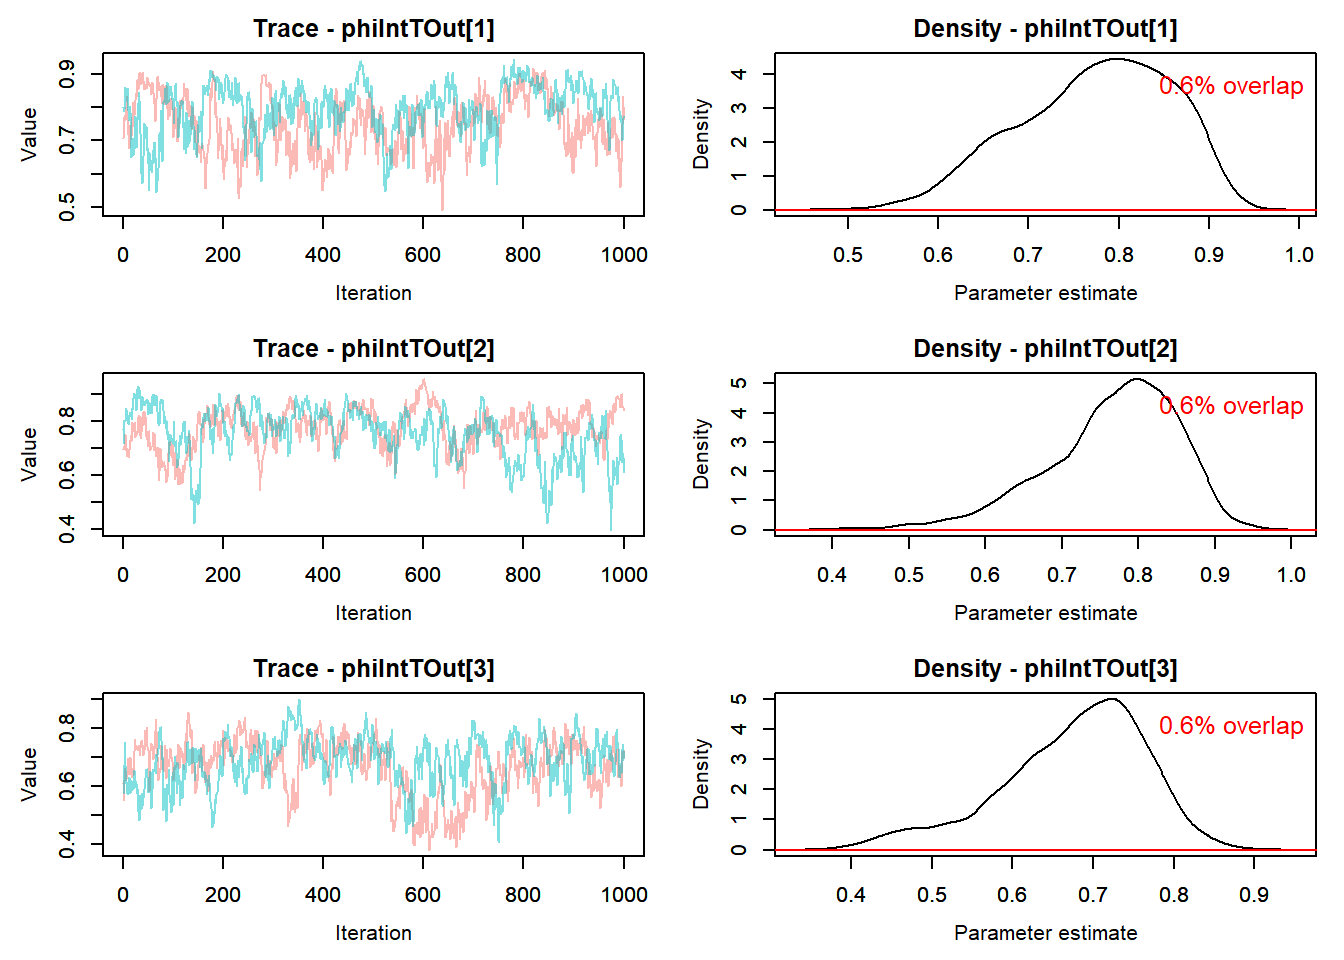 Trace - phiIntTOut[1]
Value
0.5 0.7 0.9
0 200 400 600 800 1000
Iteration
Density - phiIntTOut[1]
0.6% overlap
Density
0 1 2 3 4
0.5 0.6 0.7 0.8 0.9 1.0
Parameter estimate
Trace - phiIntTOut[2]
Value
0.4 0.6 0.8
0 200 400 600 800 1000
Iteration
Density - phiIntTOut[2]
0.6% overlap
Density
0 1 2 3 4 5
0.4 0.5 0.6 0.7 0.8 0.9 1.0
Parameter estimate
Trace - phiIntTOut[3]
Value
0.4 0.6 0.8
0 200 400 600 800 1000
Iteration
Density - phiIntTOut[3]
0.6% overlap
Density
0 1 2 3 4 5
0.4 0.5 0.6 0.7 0.8 0.9
Parameter estimate